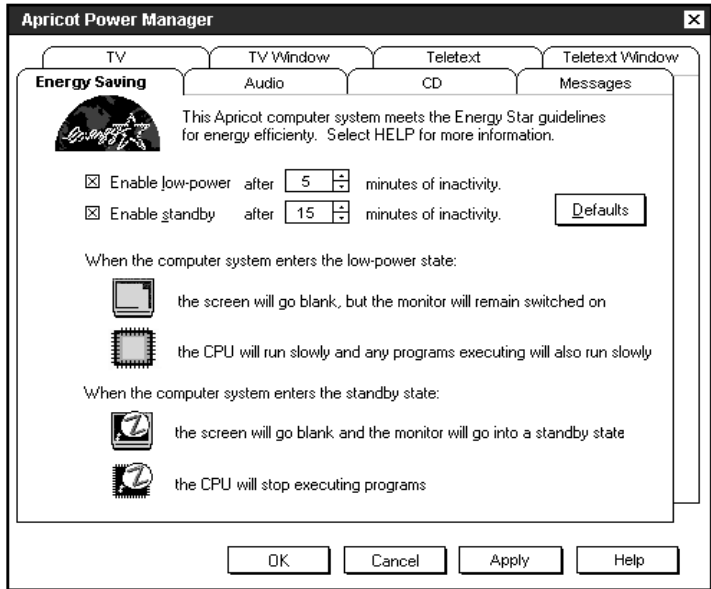 Apricot Power Manager
TV TV Window Teletext Teletext Window
Energy Saving Audio CD Messages
energy
This Apricot computer system meets the Energy Star guidelines
for energy efficienty. Select HELP for more information.
Enable low-power after 5 minutes of inactivity.
Enable standby after 15 minutes of inactivity.
Defaults
When the computer system enters the low-power state:
the screen will go blank, but the monitor will remain switched on
the CPU will run slowly and any programs executing will also run slowly
When the computer system enters the standby state:
the screen will go blank and the monitor will go into a standby state
the CPU will stop executing programs
OK Cancel Apply Help